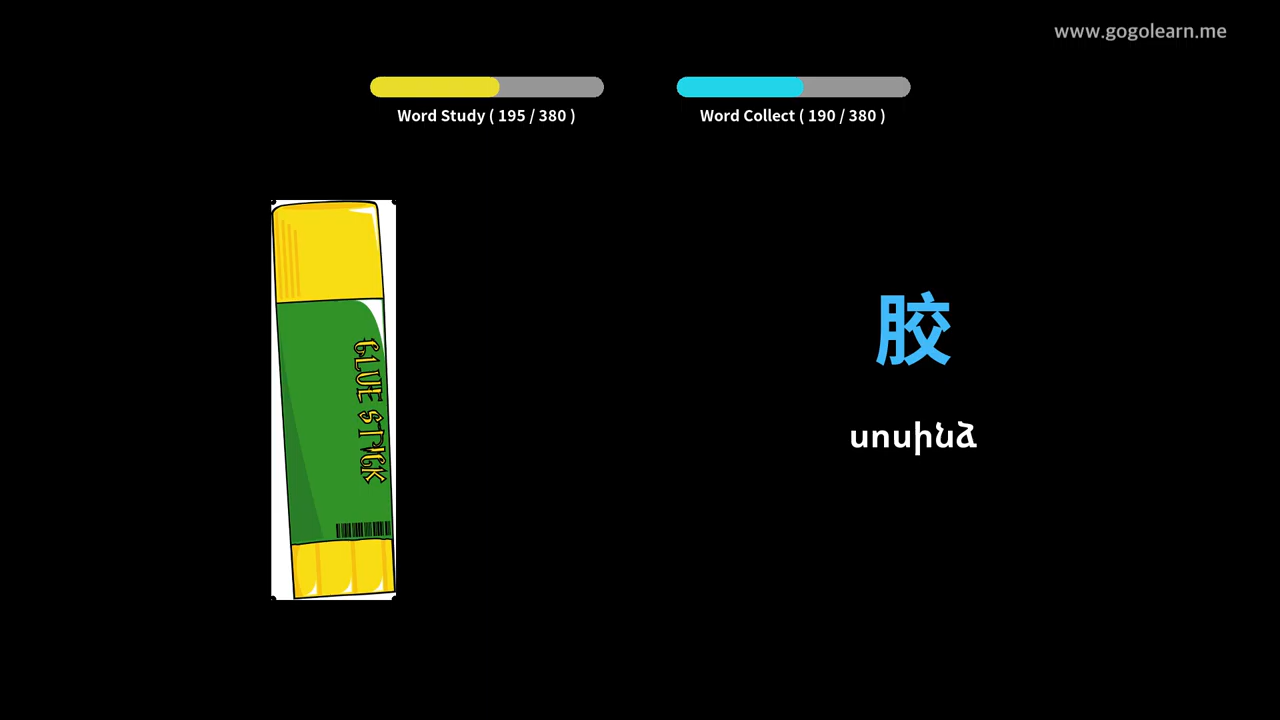 www.gogolearn.me
Word Study ( 195 / 380 )
Word Collect ( 190 / 380 )
GLUE STICK
胶
սոսինձ